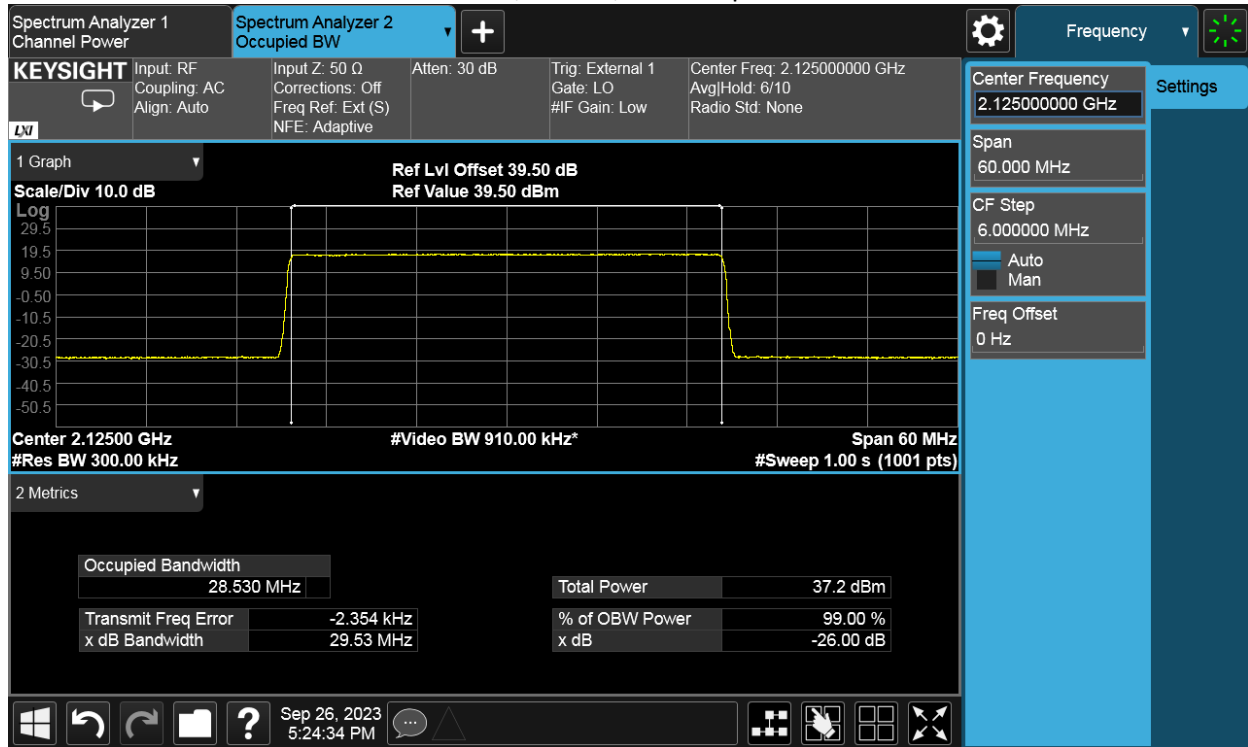 Spectrum Analyzer 1
Channel Power
Spectrum Analyzer 2
Occupied BW
Frequency
KEYSIGHT
LXI
Input: RF
Coupling: AC
Align: Auto
Input Z: 50 Ω
Corrections: Off
Freq Ref: Ext (S)
NFE: Adaptive
Atten: 30 dB
Trig: External 1
Gate: LO
#IF Gain: Low
Center Freq: 2.125000000 GHz
Avg|Hold: 6/10
Radio Std: None
Center Frequency
2.125000000 GHz
Settings
Span
60.000 MHz
CF Step
6.000000 MHz
Auto
Man
Freq Offset
0 Hz
1 Graph
Scale/Div 10.0 dB
Ref Lvl Offset 39.50 dB
Ref Value 39.50 dBm
Log
29.5
19.5
9.50
-0.50
-10.5
-20.5
-30.5
-40.5
-50.5
Center 2.12500 GHz
#Video BW 910.00 kHz*
Span 60 MHz
#Res BW 300.00 kHz
#Sweep 1.00 s (1001 pts)
2 Metrics
Occupied Bandwidth
28.530 MHz
Total Power 37.2 dBm
Transmit Freq Error -2.354 kHz
% of OBW Power 99.00 %
x dB Bandwidth 29.53 MHz
x dB -26.00 dB
?
Sep 26, 2023
5:24:34 PM